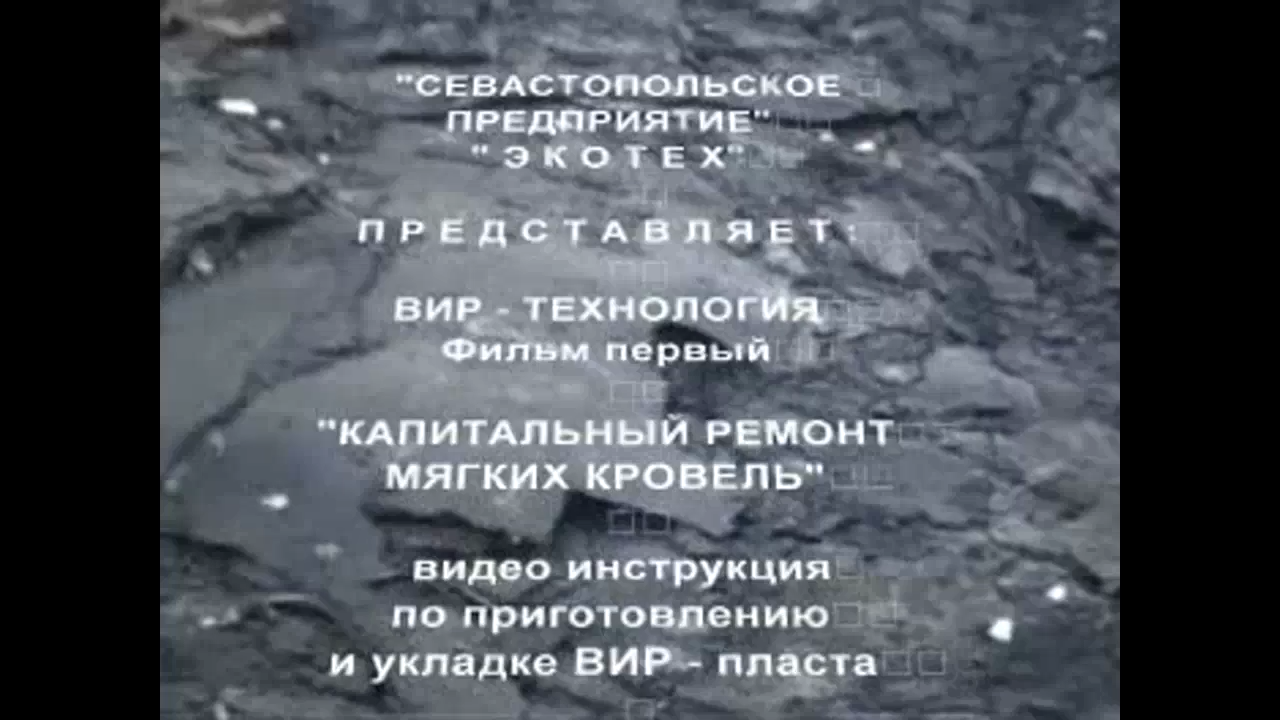 "СЕВАСТОПОЛЬСКОЕ
ПРЕДПРИЯТИЕ"
" Э К О Т Е Х"
П Р Е Д С Т А В Л Я Е Т :
ВИР - ТЕХНОЛОГИЯ
Фильм первый
"КАПИТАЛЬНЫЙ РЕМОНТ
МЯГКИХ КРОВЕЛЬ"
видео инструкция
по приготовлению
и укладке ВИР - пласта